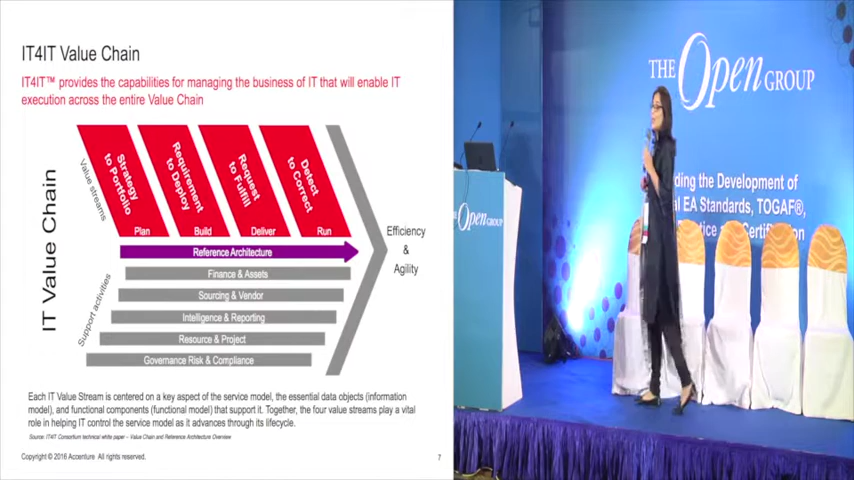 IT4IT Value Chain
IT4IT™ provides the capabilities for managing the business of IT that will enable IT
execution across the entire Value Chain
IT Value Chain
Value streams
Strategy
to Portfolio
Plan
Requirement
to Deploy
Build
Request
to Fulfill
Deliver
Detect
to Correct
Run
Reference Architecture
Support activities
Finance & Assets
Sourcing & Vendor
Intelligence & Reporting
Resource & Project
Governance Risk & Compliance
Efficiency
&
Agility
Each IT Value Stream is centered on a key aspect of the service model, the essential data objects (information
model), and functional components (functional model) that support it. Together, the four value streams play a vital
role in helping IT control the service model as it advances through its lifecycle.
Source: IT4IT Consortium technical white paper – Value Chain and Reference Architecture Overview
Copyright © 2016 Accenture All rights reserved.
7
THE Open GROUP
ding the Development of
al EA Standards, TOGAF®,
THE Open GROUP